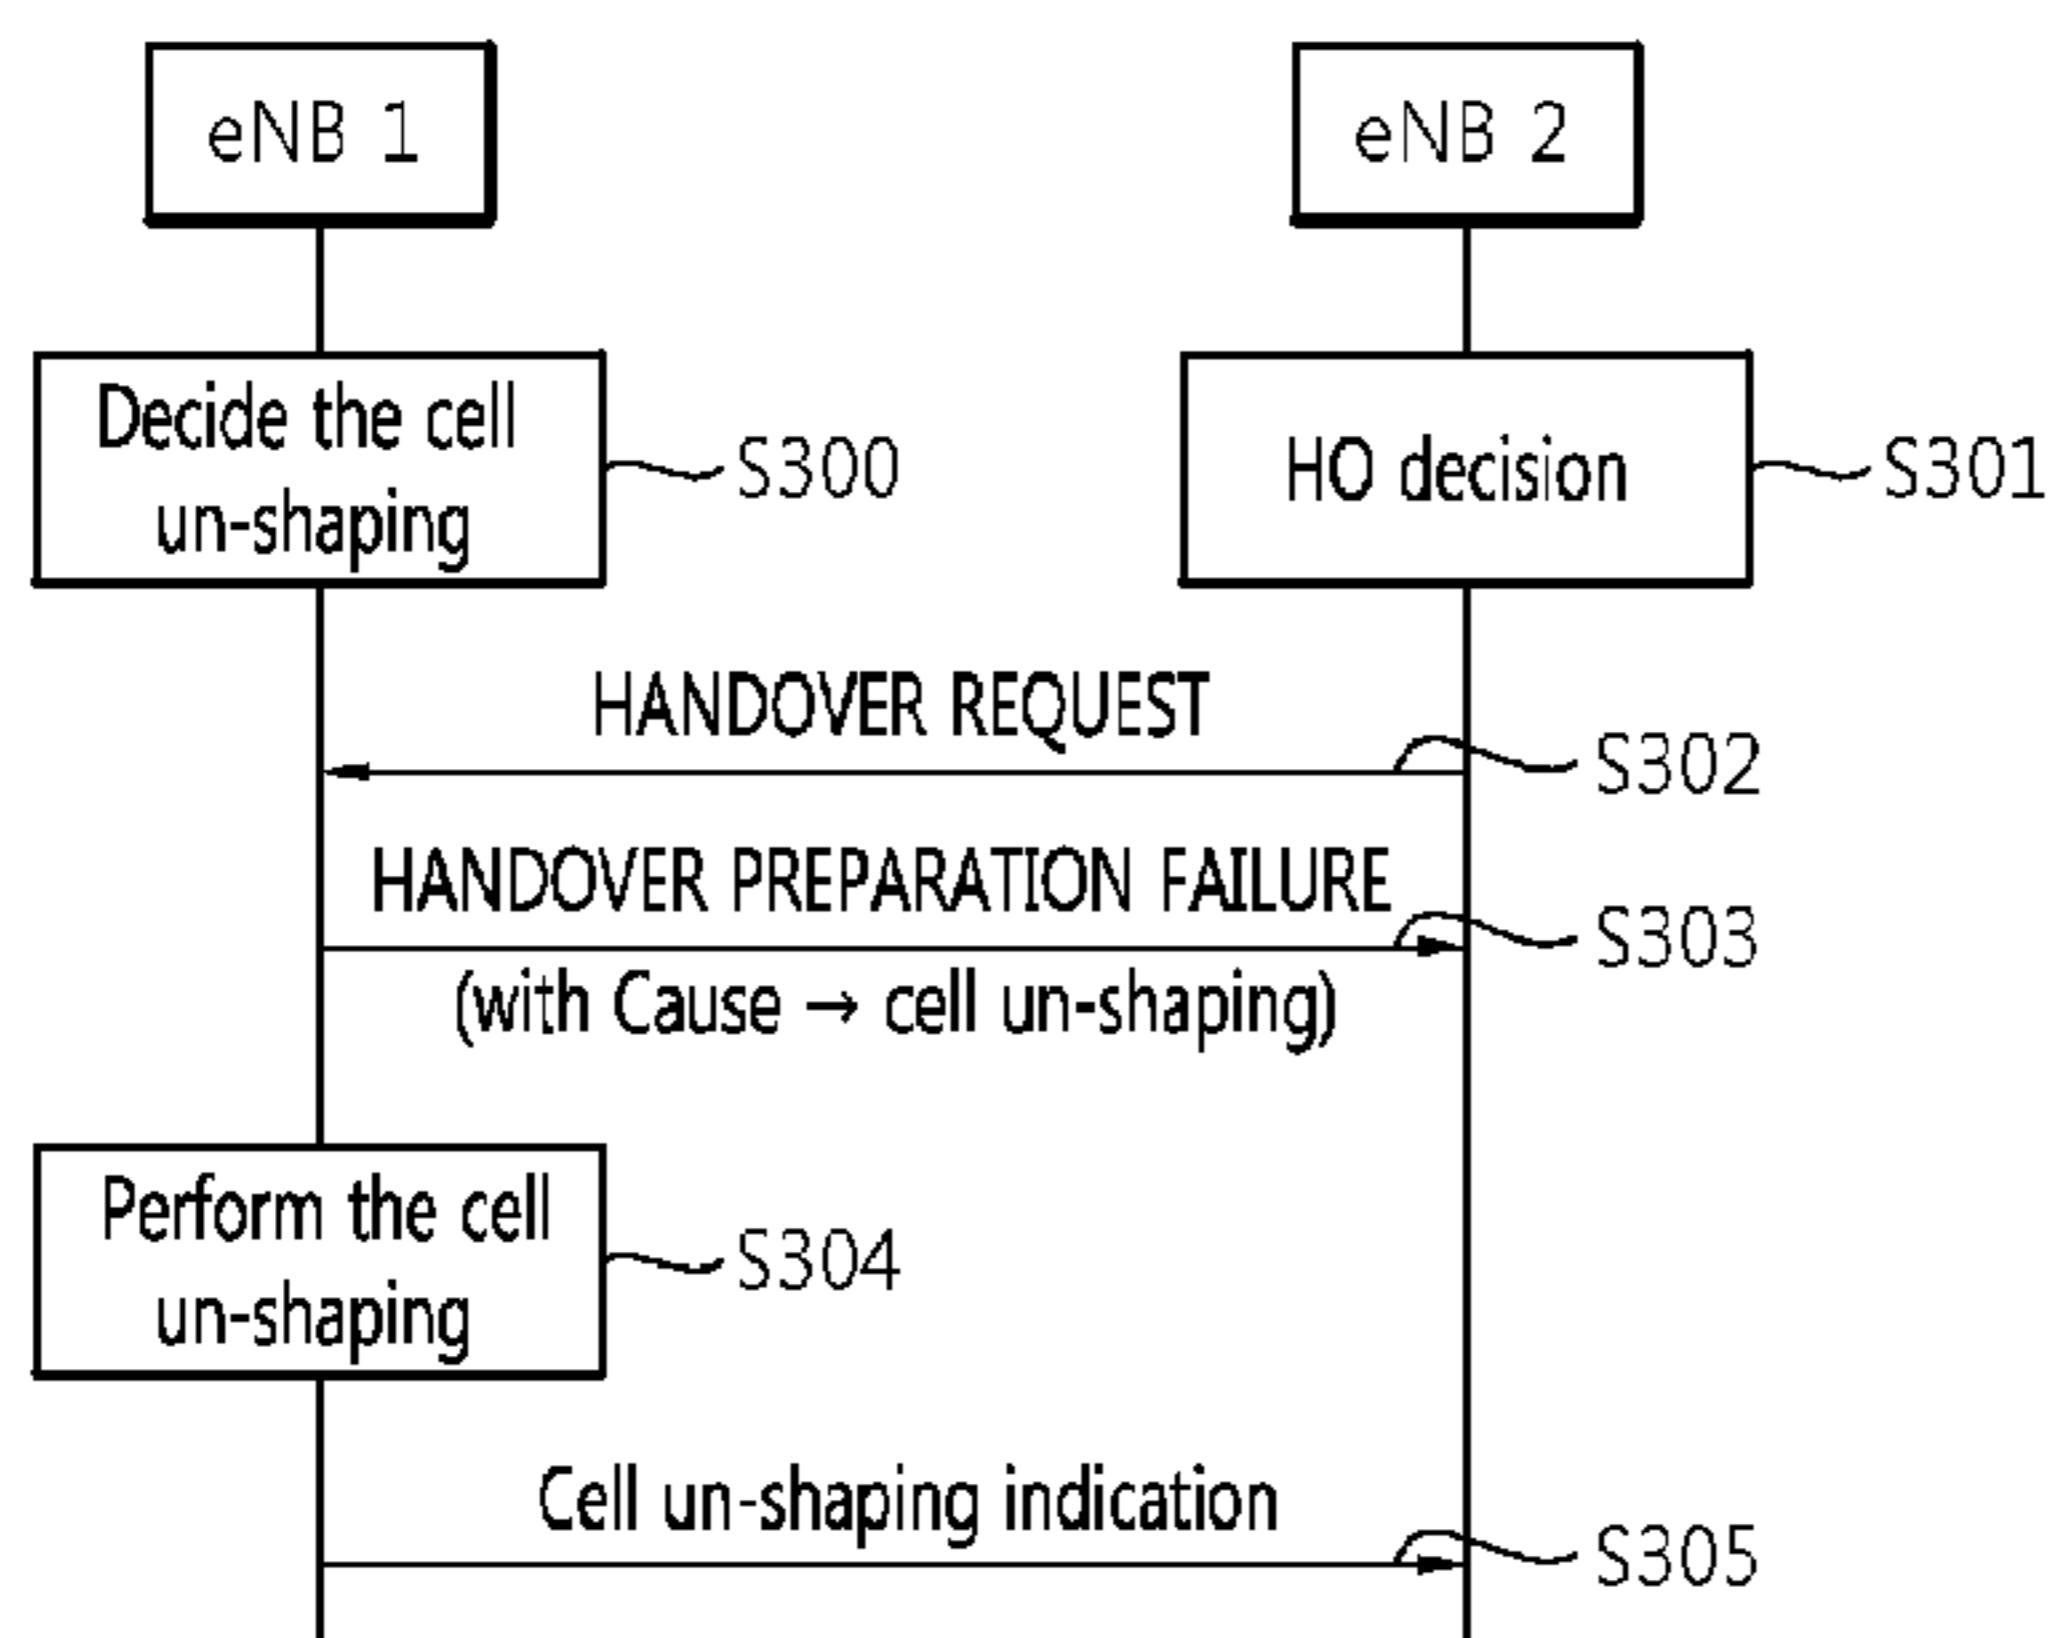 eNB 1
eNB 2
Decide the cell
un-shaping
S300
HO decision
S301
HANDOVER REQUEST
S302
HANDOVER PREPARATION FAILURE
S303
(with Cause → cell un-shaping)
Perform the cell
un-shaping
S304
Cell un-shaping indication
S305